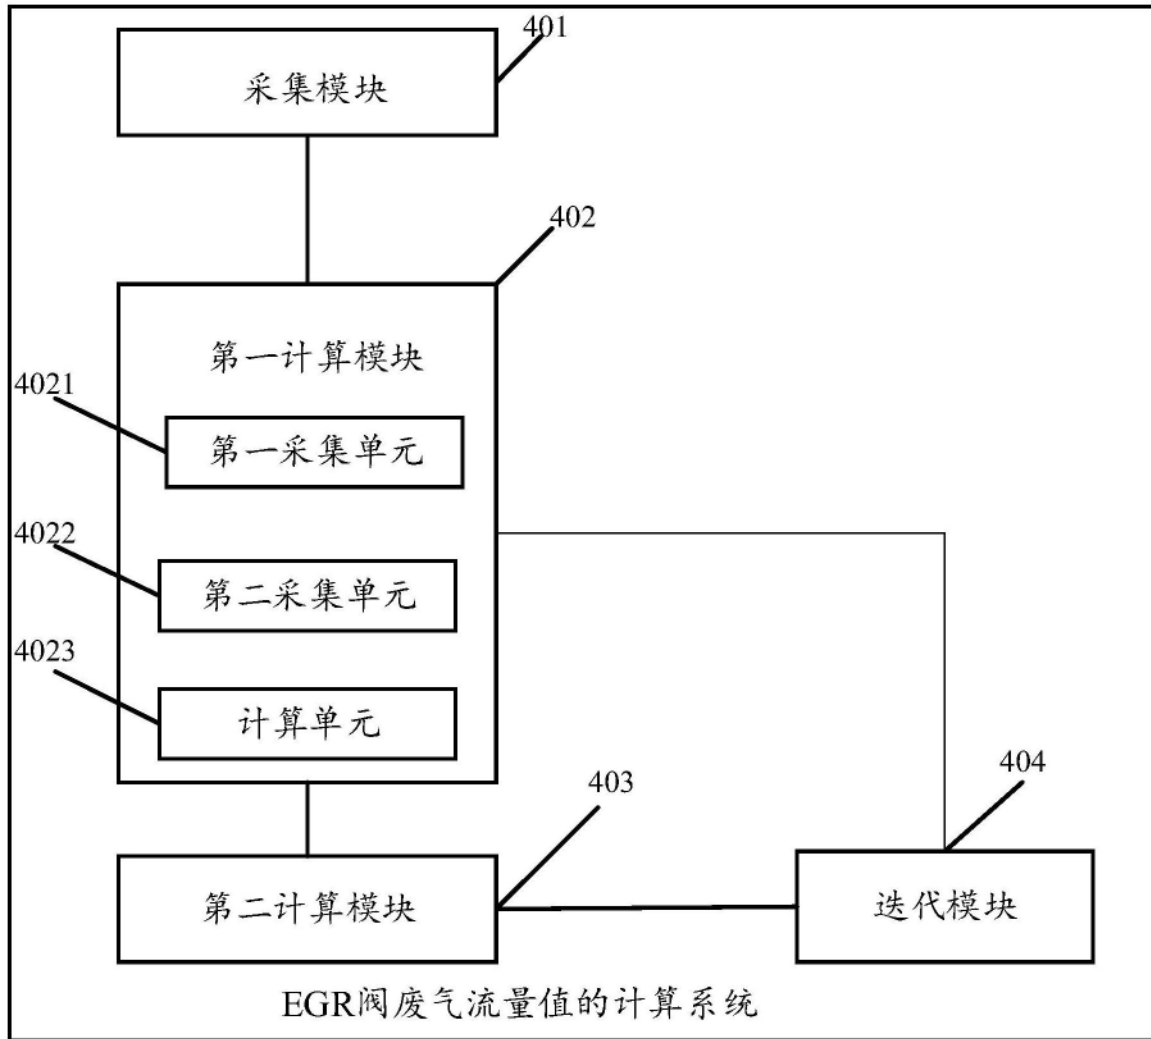 401
采集模块
402
第一计算模块
4021
第一采集单元
4022
第二采集单元
4023
计算单元
403
404
第二计算模块
迭代模块
EGR阀废气流量值的计算系统